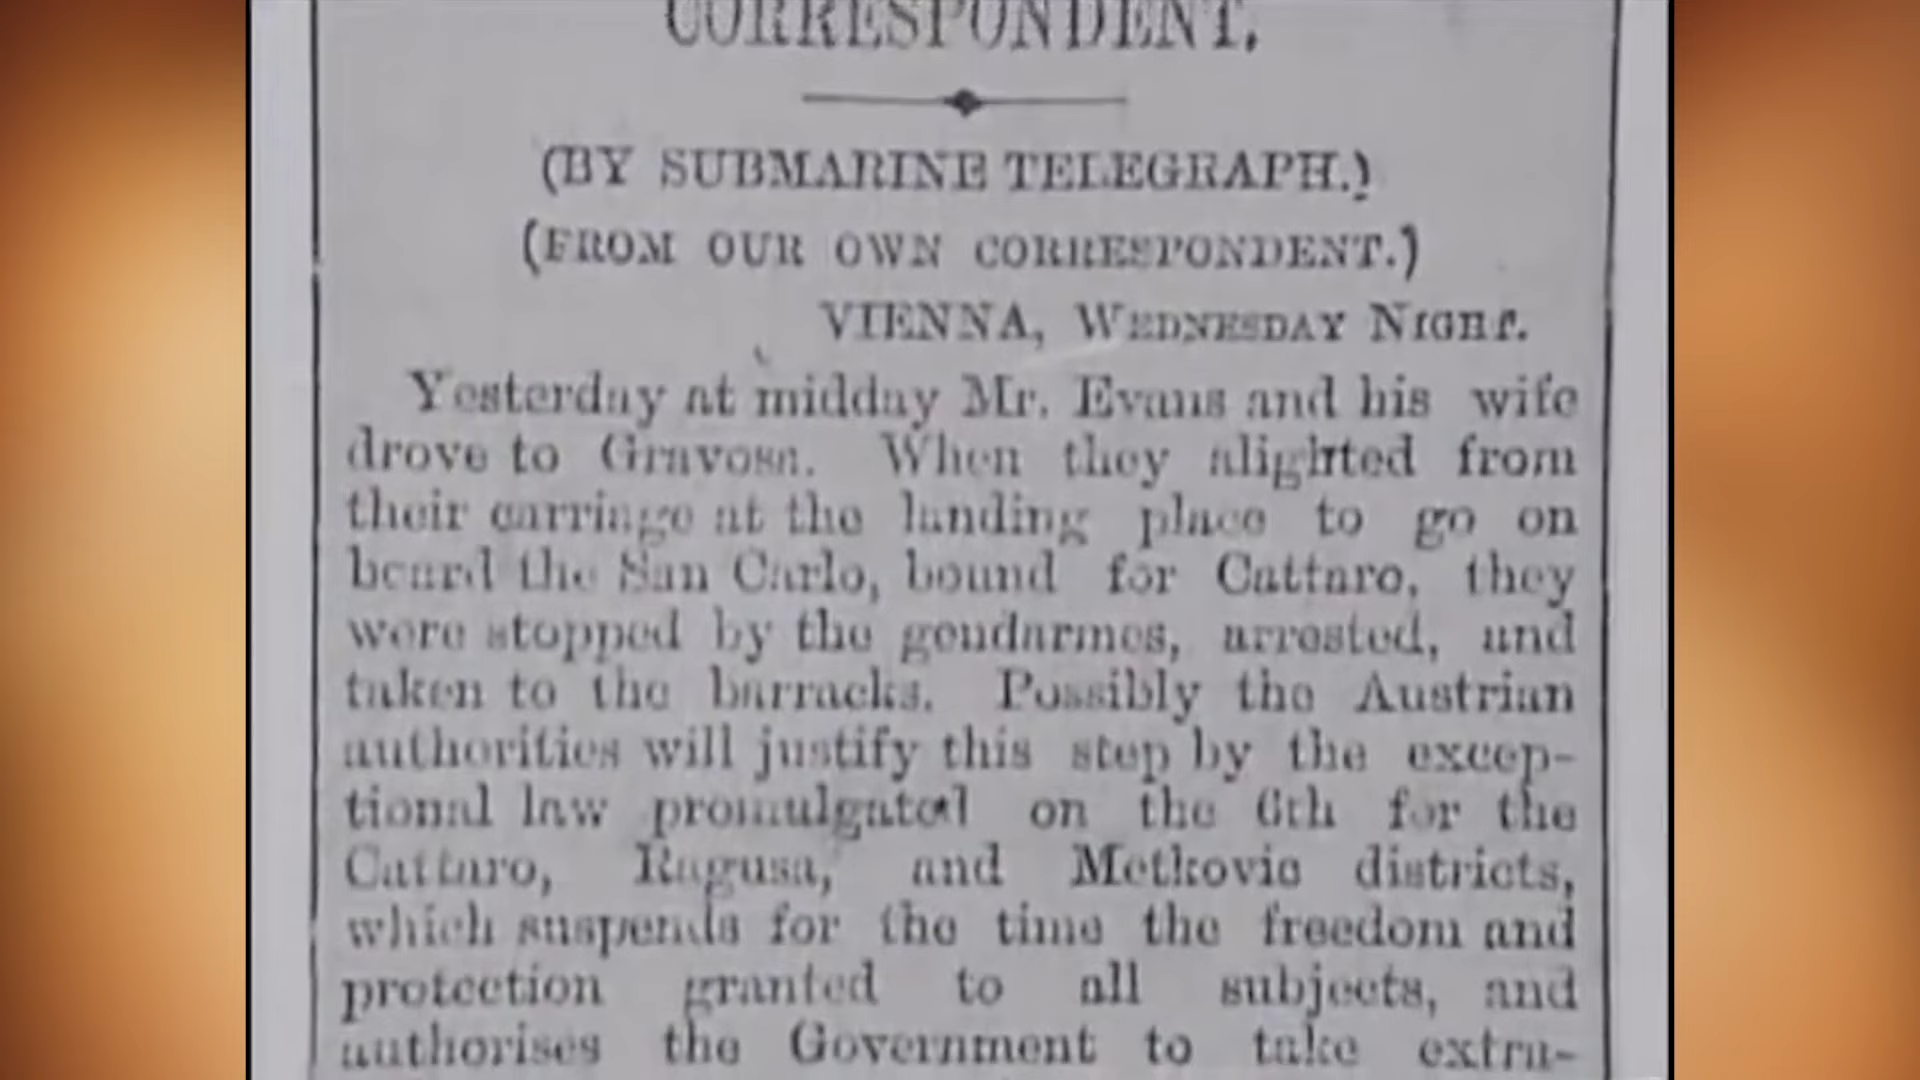 CORRESPONDENT.
(BY SUBMARINE TELEGRAPH.)
(FROM OUR OWN CORRESPONDENT.)
VIENNA, WEDNESDAY NIGHT.
Yesterday at midday Mr. Evans and his wife
drove to Gravosa. When they alighted from
their carriage at the landing place to go on
board the San Carlo, bound for Cattaro, they
were stopped by the gendarmes, arrested, and
taken to the barracks. Possibly the Austrian
authorities will justify this step by the excep-
tional law promulgated on the 6th for the
Cattaro, Ragusa, and Metkovic districts,
which suspends for the time the freedom and
protection granted to all subjects, and
authorises the Government to take extra-